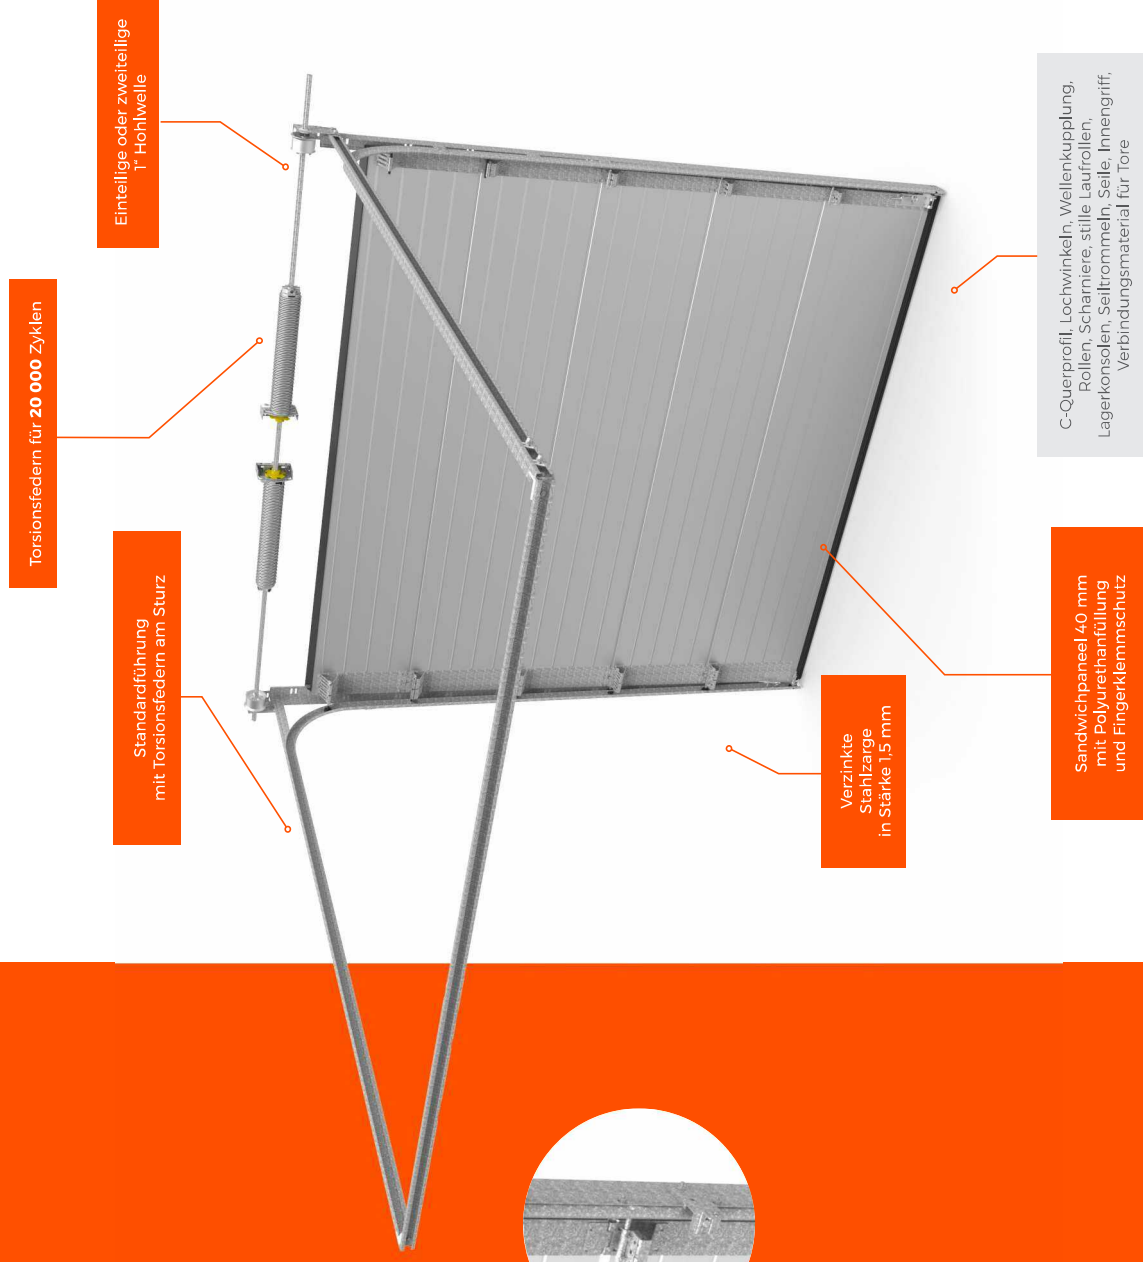 Einteilige oder zweiteilige
1" Hohlwelle
Torsionsfedern für 20 000 Zyklen
Standardführung
mit Torsionsfedern am Sturz
C-Querprofil, Lochwinkeln, Wellenkupplung,
Rollen, Scharniere, stille Laufrollen,
Lagerkonsolen, Seiltrommeln, Seile, Innengriff,
Verbindungsmaterial für Tore
Verzinkte
Stahlzarge
in Stärke 1,5 mm
Sandwichpaneel 40 mm
mit Polyurethanfüllung
und Fingerklemmschutz